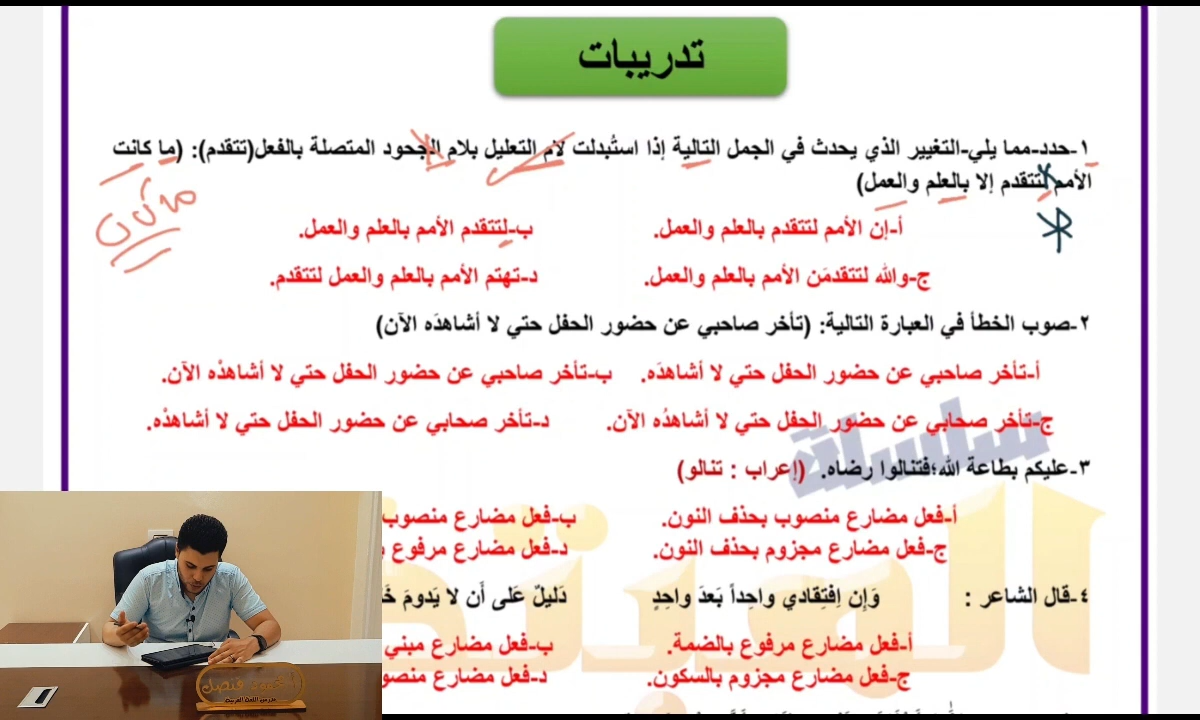 تدريبات
١-حدد-مما يلي-التغيير الذي يحدث في الجمل التالية إذا استُبدلت لام التعليل بلام الجحود المتصلة بالفعل(تتقدم): (ما كانت
الأمم لتتقدم إلا بالعلم والعمل)
أ-إن الأمم لتتقدم بالعلم والعمل. ب-لتتقدم الأمم بالعلم والعمل.
ج-والله لتتقدمَن الأمم بالعلم والعمل. د-تهتم الأمم بالعلم والعمل لتتقدم.
٢-صوب الخطأ في العبارة التالية: (تأخر صاحبي عن حضور الحفل حتي لا أشاهدَه الآن)
أ-تأخر صاحبي عن حضور الحفل حتي لا أشاهدَه. ب-تأخر صاحبي عن حضور الحفل حتي لا أشاهدْه الآن.
ج-تأخر صحابي عن حضور الحفل حتي لا أشاهدُه الآن. د-تأخر صحابي عن حضور الحفل حتي لا أشاهدْه.
سلسلة
٣-عليكم بطاعة الله؛فتنالوا رضاه. (إعراب : تنالو)
أ-فعل مضارع منصوب بحذف النون. ب-فعل مضارع منصوب
ج-فعل مضارع مجزوم بحذف النون. د-فعل مضارع مرفوع
٤-قال الشاعر : وَإِن اِفتِقادي واحِداً بَعدَ واحِدٍ دَليلٌ عَلى أَن لا يَدومَ
أ-فعل مضارع مرفوع بالضمة. ب-فعل مضارع مبني
ج-فعل مضارع مجزوم بالسكون. د-فعل مضارع
مدرس اللغة العربية